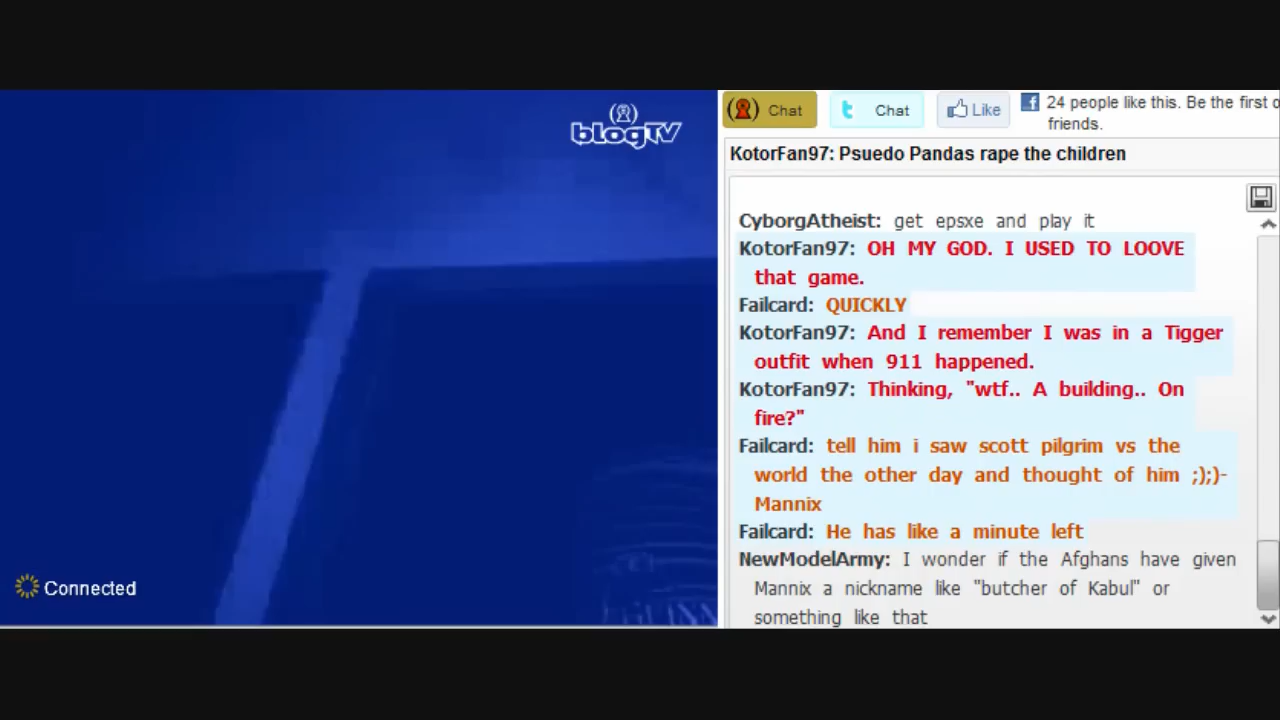 blogTV
Chat
Chat
Like
24 people like this. Be the first o
friends.
KotorFan97: Psuedo Pandas rape the children
CyborgAtheist: get epsxe and play it
KotorFan97: OH MY GOD. I USED TO LOOVE
that game.
Failcard: QUICKLY
KotorFan97: And I remember I was in a Tigger
outfit when 911 happened.
KotorFan97: Thinking, "wtf.. A building.. On
fire?"
Failcard: tell him i saw scott pilgrim vs the
world the other day and thought of him ;);)-
Mannix
Failcard: He has like a minute left
NewModelArmy: I wonder if the Afghans have given
Mannix a nickname like "butcher of Kabul" or
something like that
Connected